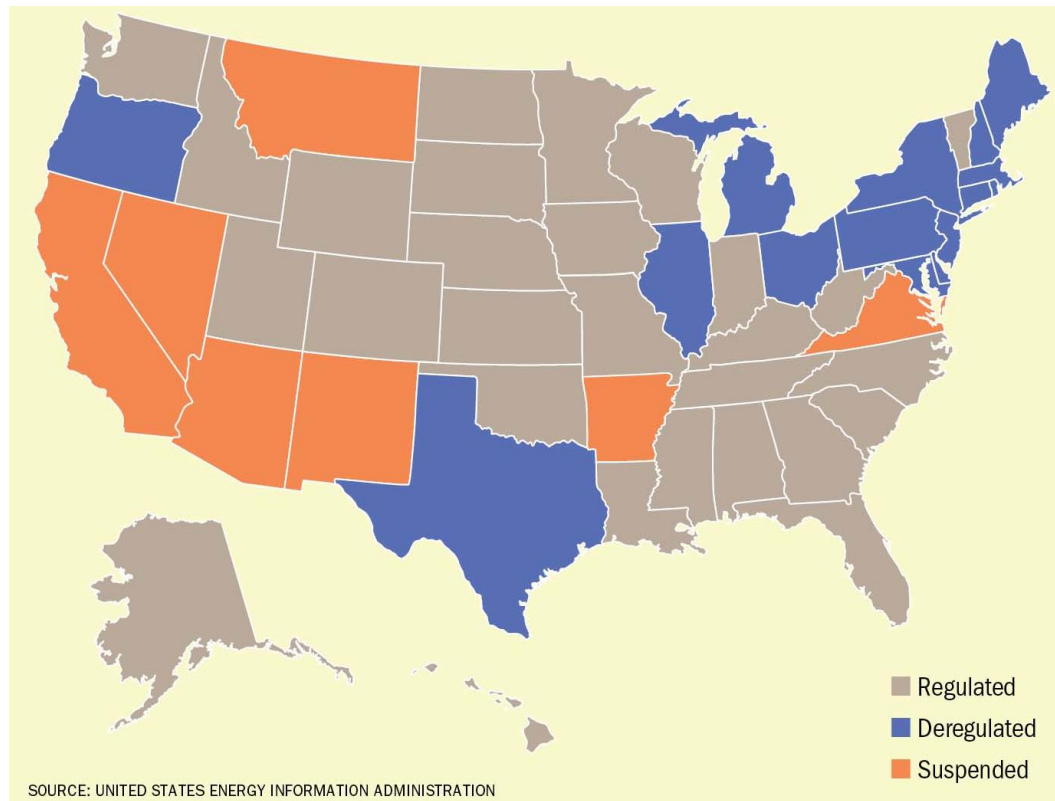 Regulated
Deregulated
Suspended
SOURCE: UNITED STATES ENERGY INFORMATION ADMINISTRATION